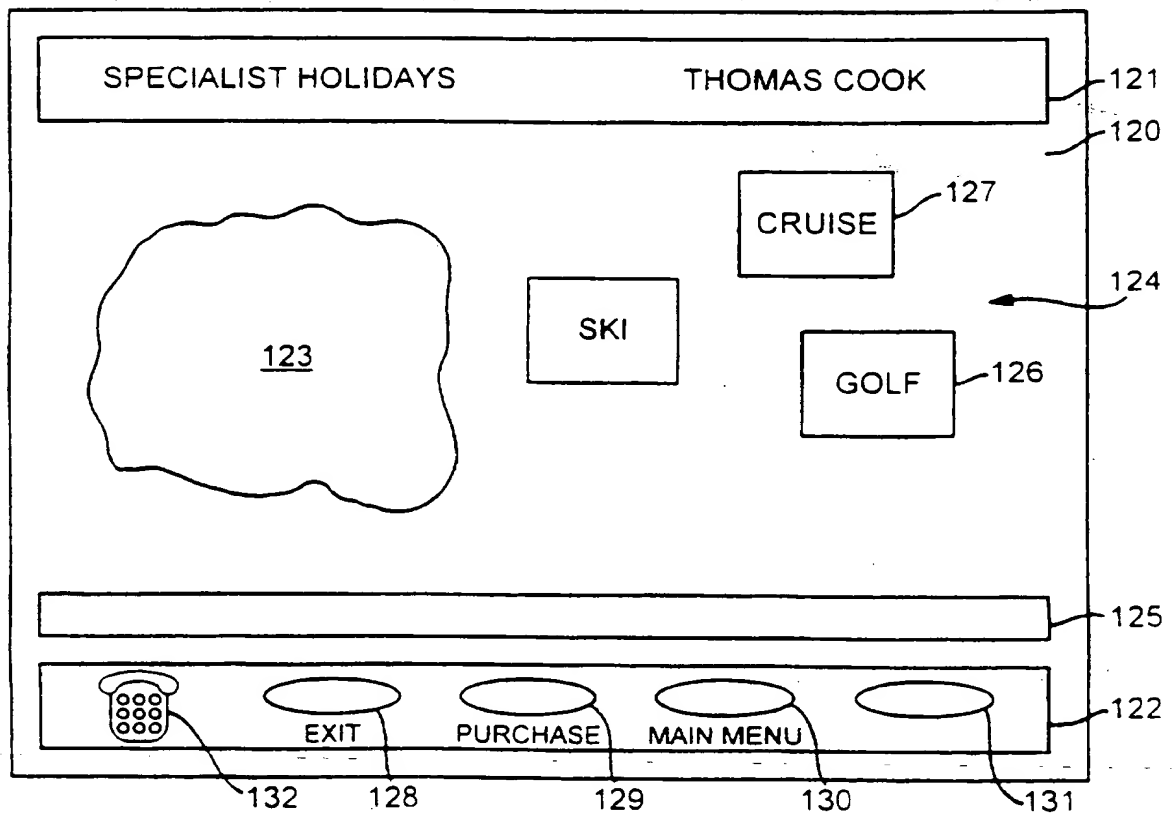 SPECIALIST HOLIDAYS THOMAS COOK
121
120
CRUISE
127
124
SKI
123
GOLF
126
125
EXIT PURCHASE MAIN MENU
122
132 128 129 130 131